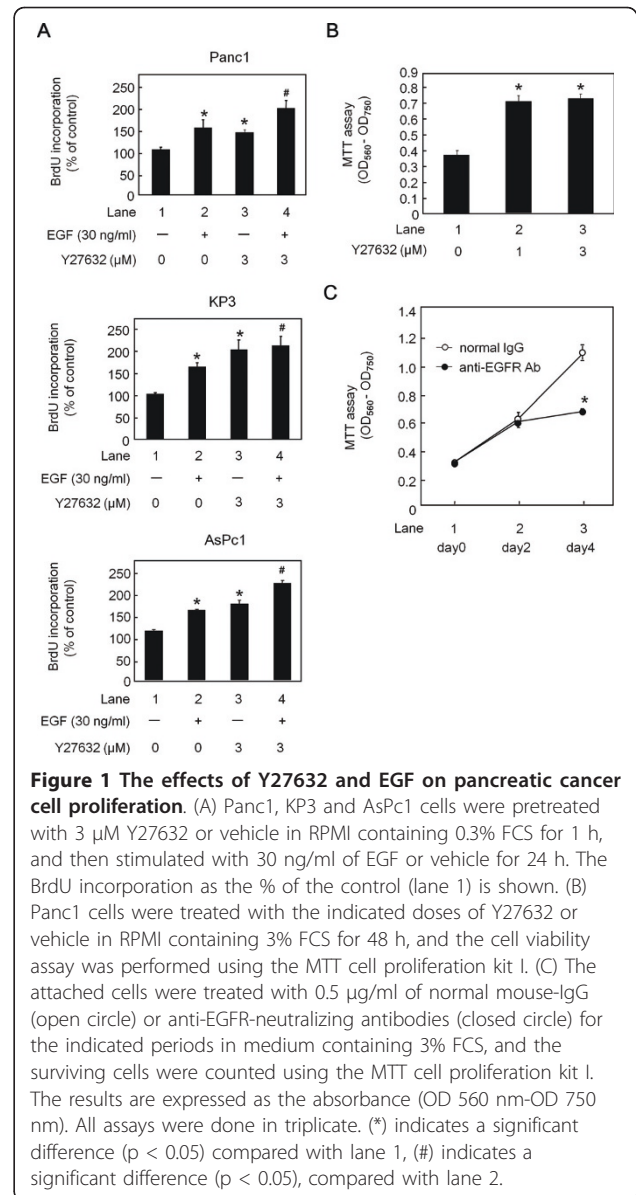 A
Panc1
BrdU incorporation
(% of control)
250
200
150
100
50
0
*
*
#
Lane 1 2 3 4
EGF (30 ng/ml) — + — +
Y27632 (µM) 0 0 3 3
KP3
BrdU incorporation
(% of control)
250
200
150
100
50
0
*
*
#
Lane 1 2 3 4
EGF (30 ng/ml) — + — +
Y27632 (µM) 0 0 3 3
AsPc1
BrdU incorporation
(% of control)
250
200
150
100
50
0
*
*
#
Lane 1 2 3 4
EGF (30 ng/ml) — + — +
Y27632 (µM) 0 0 3 3
B
MTT assay
(OD560- OD750)
0.9
0.8
0.7
0.6
0.5
0.4
0.3
0.2
0.1
0
*
*
Lane 1 2 3
Y27632 (µM) 0 1 3
C
MTT assay
(OD560- OD750)
1.4
1.2
1.0
0.8
0.6
0.4
0.2
0
normal IgG
anti-EGFR Ab
*
Lane 1 2 3
day0 day2 day4
Figure 1 The effects of Y27632 and EGF on pancreatic cancer
cell proliferation. (A) Panc1, KP3 and AsPc1 cells were pretreated
with 3 µM Y27632 or vehicle in RPMI containing 0.3% FCS for 1 h,
and then stimulated with 30 ng/ml of EGF or vehicle for 24 h. The
BrdU incorporation as the % of the control (lane 1) is shown. (B)
Panc1 cells were treated with the indicated doses of Y27632 or
vehicle in RPMI containing 3% FCS for 48 h, and the cell viability
assay was performed using the MTT cell proliferation kit I. (C) The
attached cells were treated with 0.5 µg/ml of normal mouse-IgG
(open circle) or anti-EGFR-neutralizing antibodies (closed circle) for
the indicated periods in medium containing 3% FCS, and the
surviving cells were counted using the MTT cell proliferation kit I.
The results are expressed as the absorbance (OD 560 nm-OD 750
nm). All assays were done in triplicate. (*) indicates a significant
difference (p < 0.05) compared with lane 1, (#) indicates a
significant difference (p < 0.05), compared with lane 2.